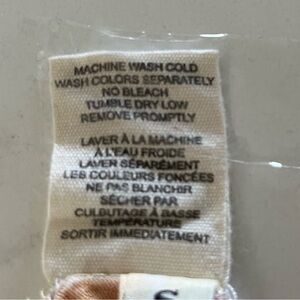 MACHINE WASH COLD
WASH COLORS SEPARATELY
NO BLEACH
TUMBLE DRY LOW
REMOVE PROMPTLY
LAVER À LA MACHINE
À L'EAU FROIDE
LAVER SÉPARÉMENT
LES COULEURS FONCÉES
NE PAS BLANCHIR
SÉCHER PAR
CULBUTAGE À BASSE
TEMPÉRATURE
SORTIR IMMÉDIATEMENT
S